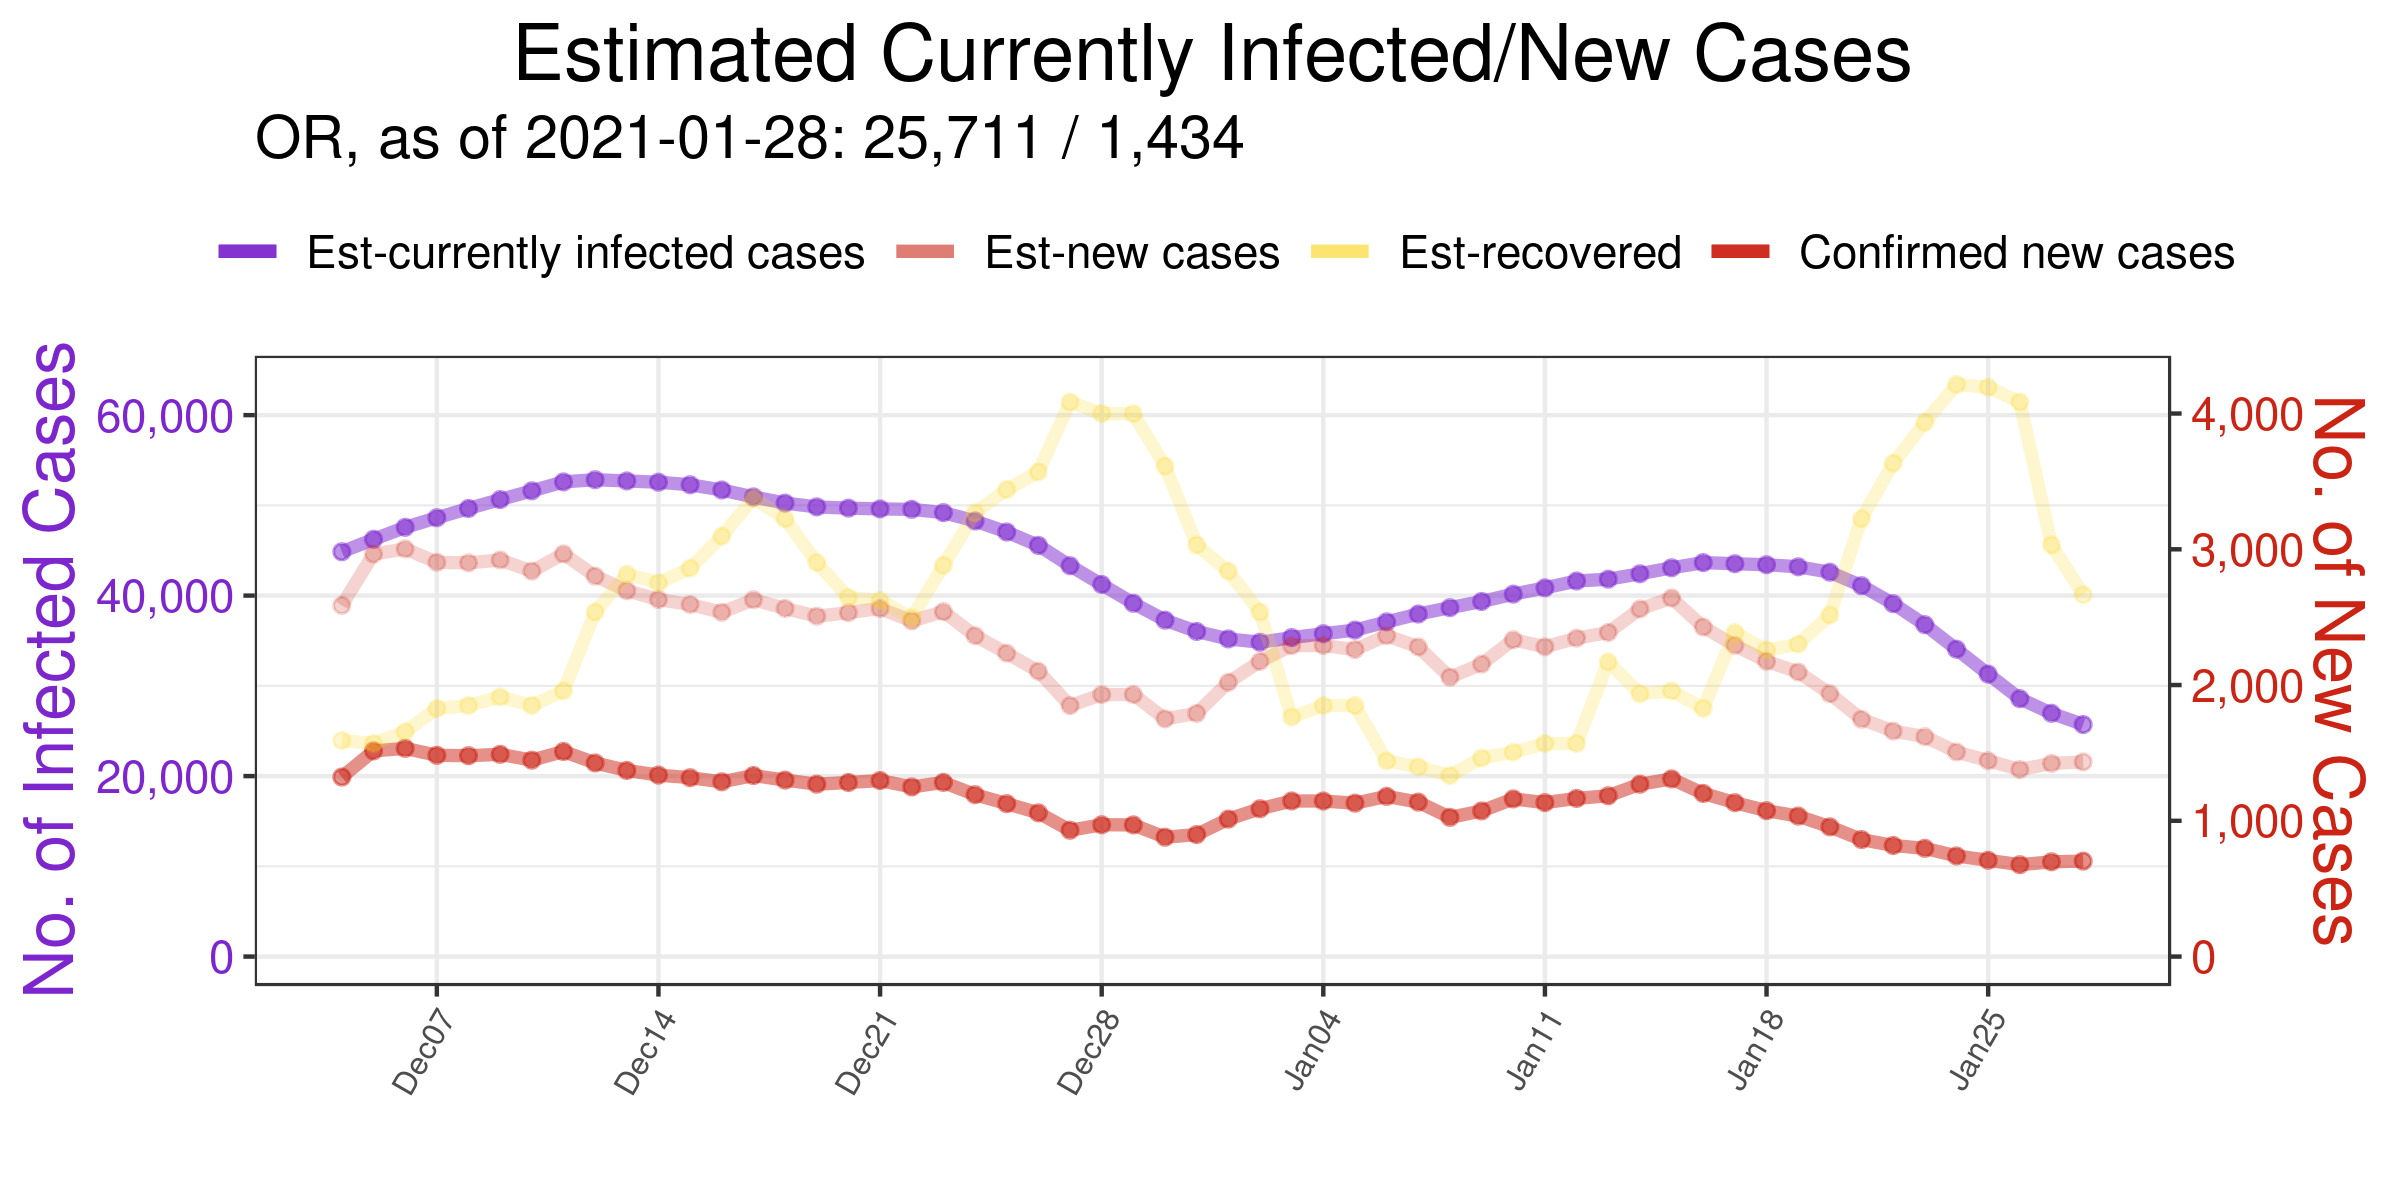 Estimated Currently Infected/New Cases
OR, as of 2021-01-28: 25,711 / 1,434
Est-currently infected cases Est-new cases Est-recovered Confirmed new cases
No. of Infected Cases
60,000
40,000
20,000
0
4,000
3,000
2,000
1,000
0
No. of New Cases
Dec07 Dec14 Dec21 Dec28 Jan04 Jan11 Jan18 Jan25